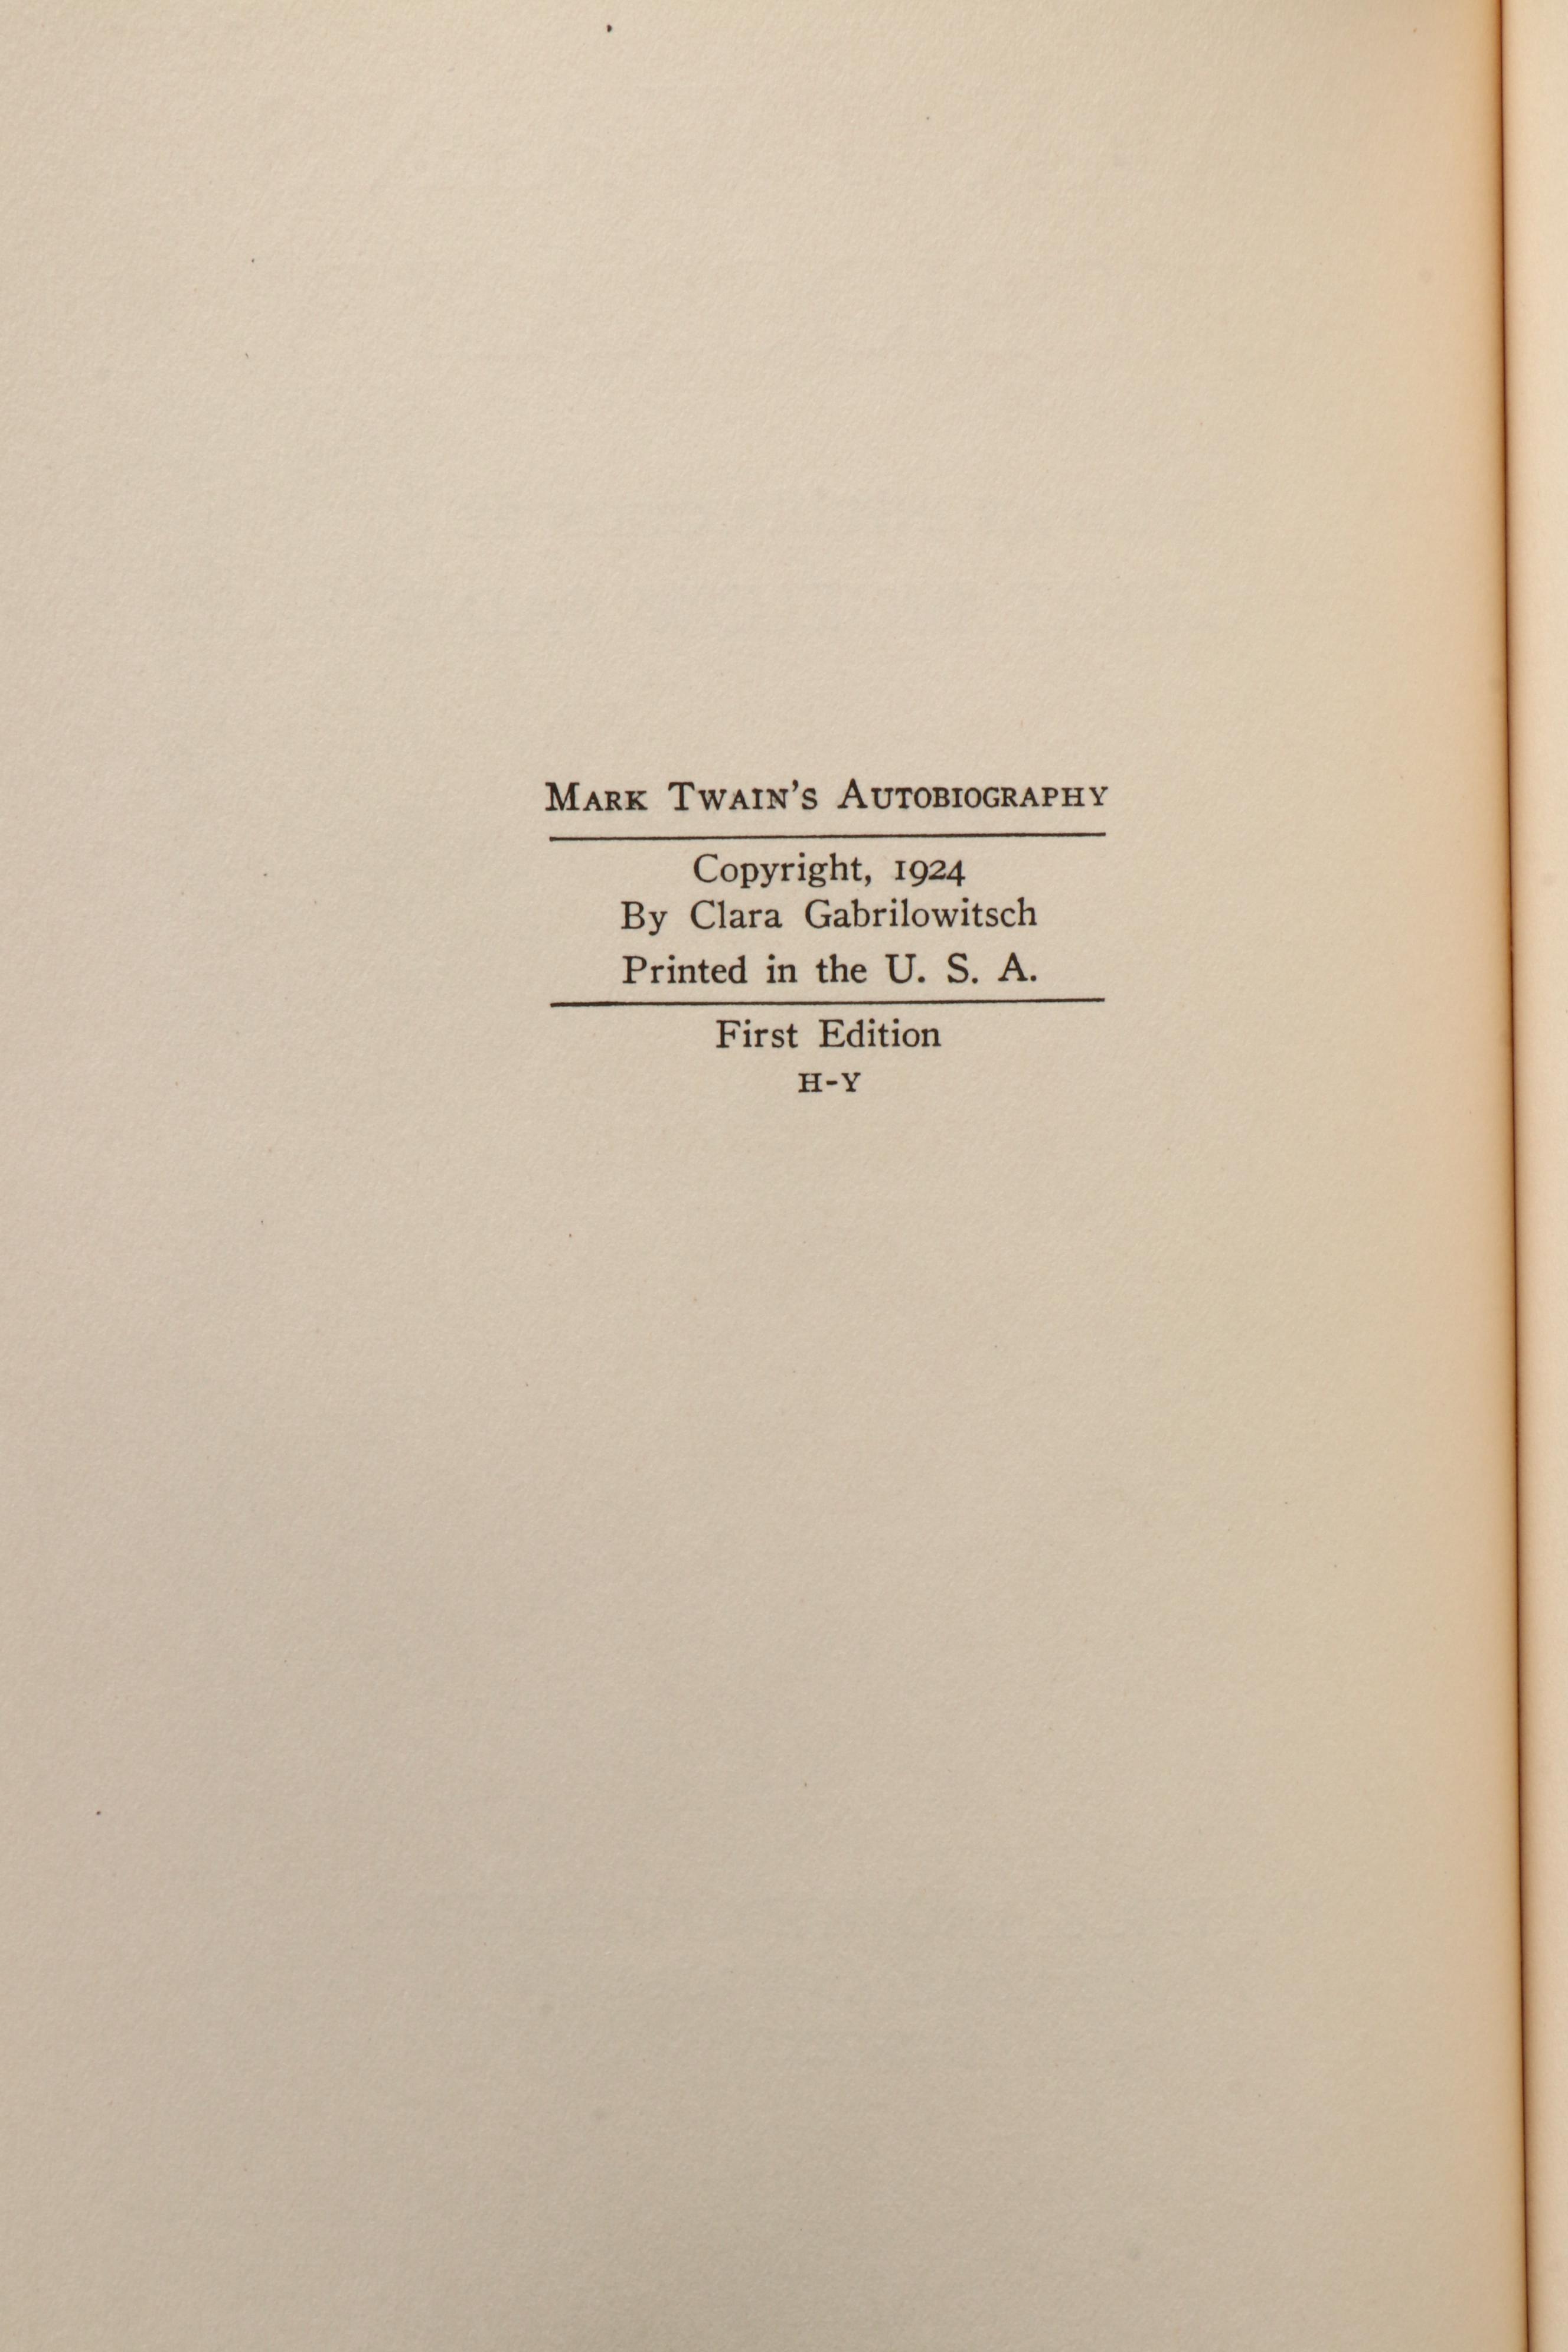 Mark Twain's Autobiography
Copyright, 1924
By Clara Gabrilowitsch
Printed in the U. S. A.
First Edition
H-Y